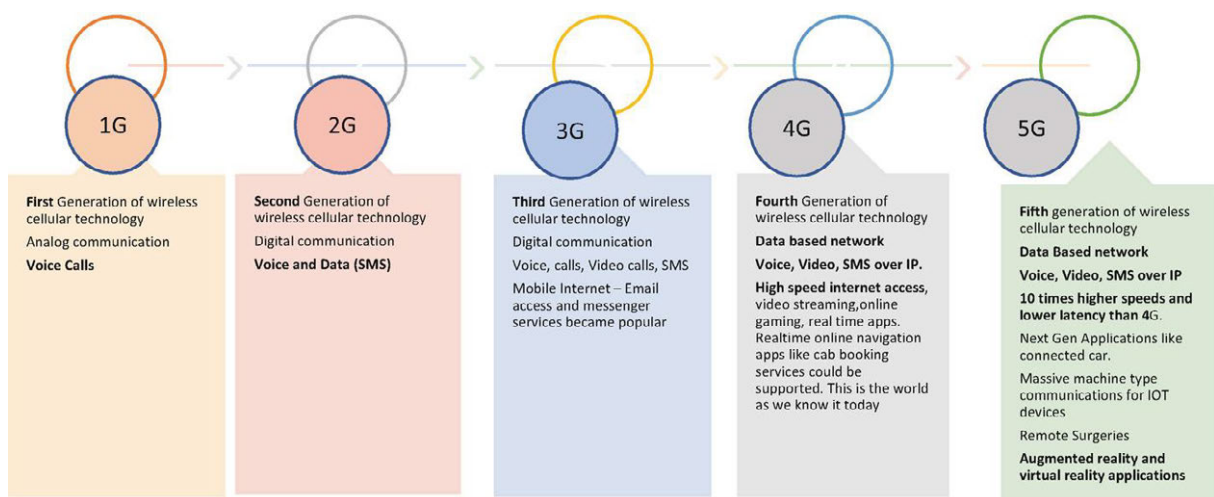 1G
First Generation of wireless
cellular technology
Analog communication
Voice Calls
2G
Second Generation of
wireless cellular technology
Digital communication
Voice and Data (SMS)
3G
Third Generation of wireless
cellular technology
Digital communication
Voice, calls, Video calls, SMS
Mobile Internet – Email
access and messenger
services became popular
4G
Fourth Generation of
wireless cellular technology
Data based network
Voice, Video, SMS over IP.
High speed internet access,
video streaming,online
gaming, real time apps.
Realtime online navigation
apps like cab booking
services could be
supported. This is the world
as we know it today
5G
Fifth generation of wireless
cellular technology
Data Based network
Voice, Video, SMS over IP
10 times higher speeds and
lower latency than 4G.
Next Gen Applications like
connected car.
Massive machine type
communications for IOT
devices
Remote Surgeries
Augmented reality and
virtual reality applications